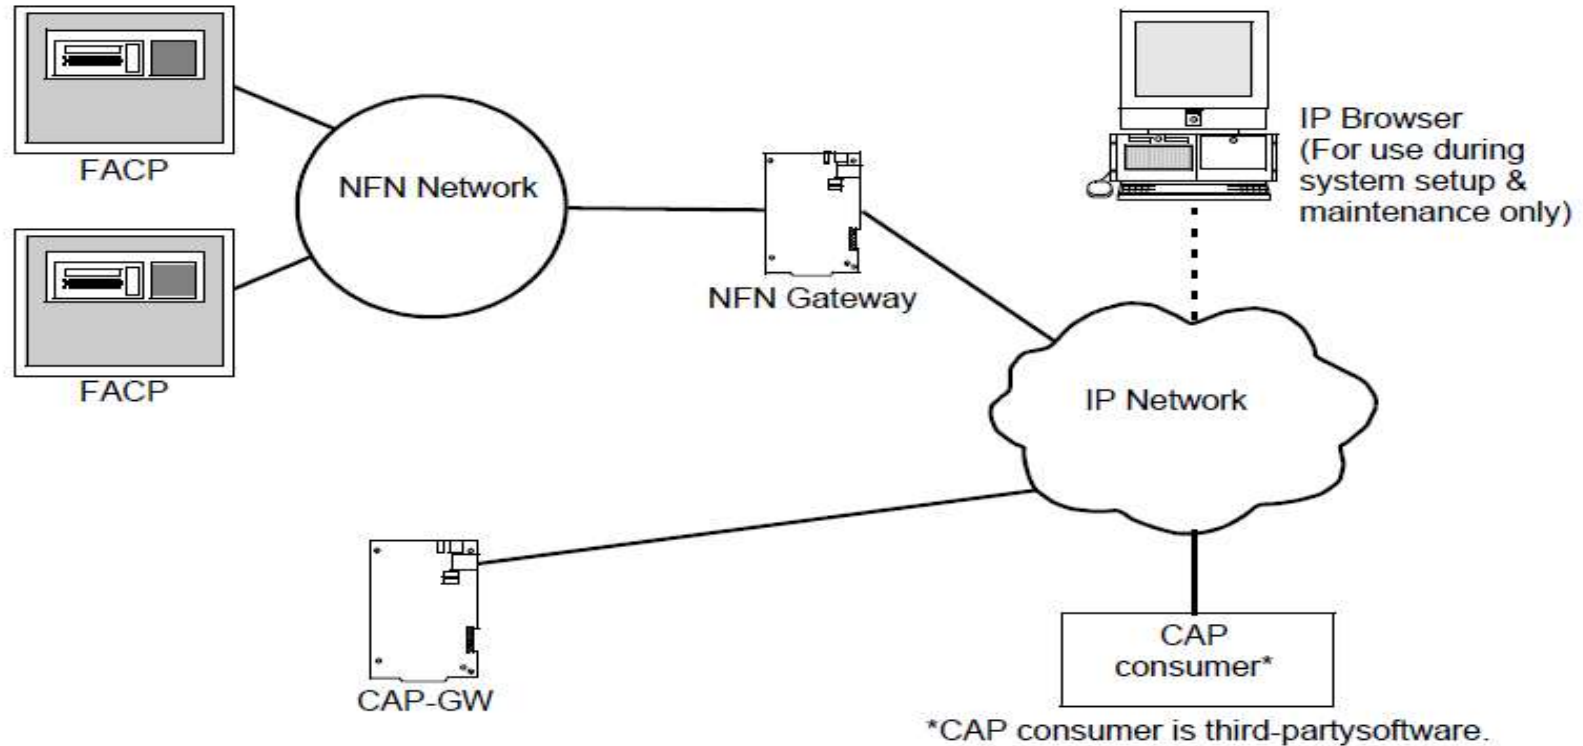 FACP
NFN Network
IP Browser
(For use during
system setup &
maintenance only)
NFN Gateway
FACP
IP Network
CAP-GW
CAP
consumer*
*CAP consumer is third-partysoftware.